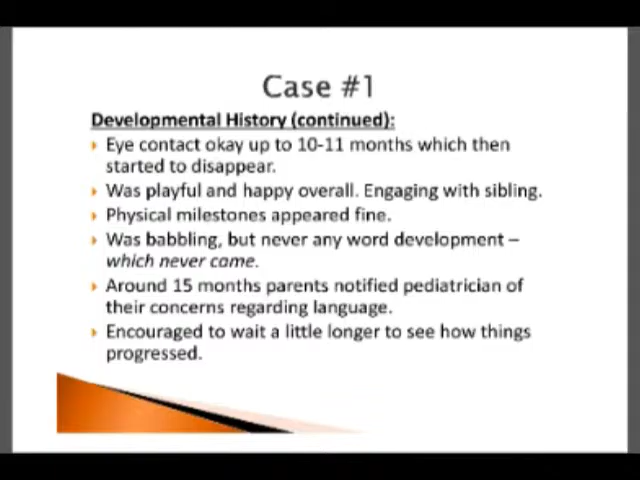 Case #1
Developmental History (continued):
Eye contact okay up to 10-11 months which then
started to disappear.
Was playful and happy overall. Engaging with sibling.
Physical milestones appeared fine.
Was babbling, but never any word development –
which never came.
Around 15 months parents notified pediatrician of
their concerns regarding language.
Encouraged to wait a little longer to see how things
progressed.